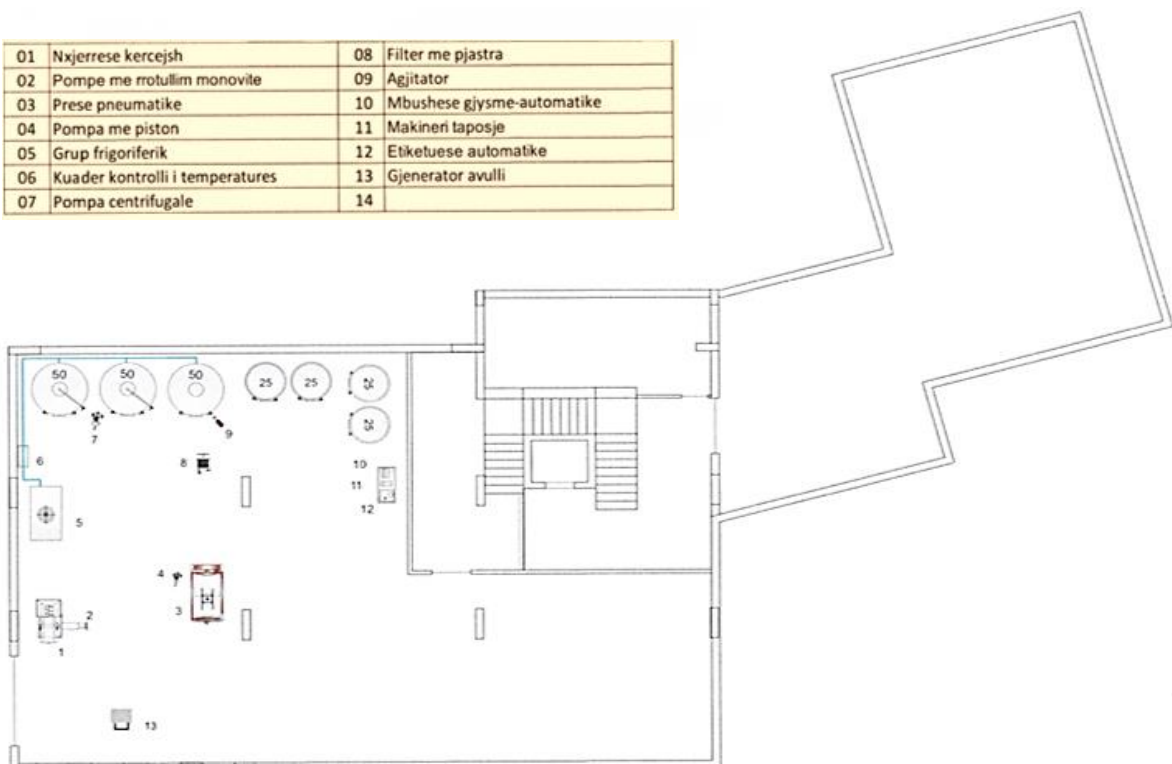 01 Nxjerrese kercejsh 08 Filter me pjastra
02 Pompe me rrotullim monovite 09 Agjitator
03 Prese pneumatike 10 Mbushese gjysme-automatike
04 Pompa me piston 11 Makineri taposje
05 Grup frigoriferik 12 Etiketuese automatike
06 Kuader kontrolli i temperatures 13 Gjenerator avulli
07 Pompa centrifugale 14
50 50 50 25 25 25
25
7 9
6 8 10
11
12
5
4
3
2
1
13